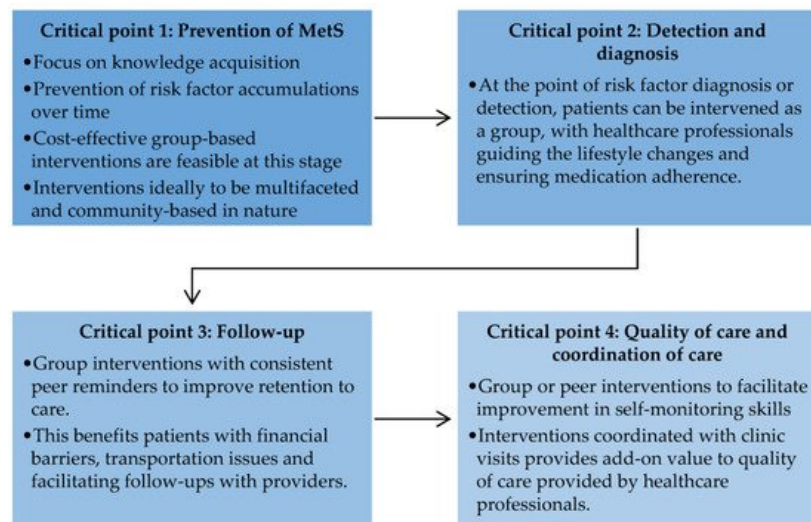 Critical point 1: Prevention of MetS
•Focus on knowledge acquisition
•Prevention of risk factor accumulations
over time
•Cost-effective group-based
interventions are feasible at this stage
•Interventions ideally to be multifaceted
and community-based in nature
Critical point 2: Detection and
diagnosis
•At the point of risk factor diagnosis or
detection, patients can be intervened as
a group, with healthcare professionals
guiding the lifestyle changes and
ensuring medication adherence.
Critical point 3: Follow-up
•Group interventions with consistent
peer reminders to improve retention to
care.
•This benefits patients with financial
barriers, transportation issues and
facilitating follow-ups with providers.
Critical point 4: Quality of care and
coordination of care
•Group or peer interventions to facilitate
improvement in self-monitoring skills
•Interventions coordinated with clinic
visits provides add-on value to quality
of care provided by healthcare
professionals.